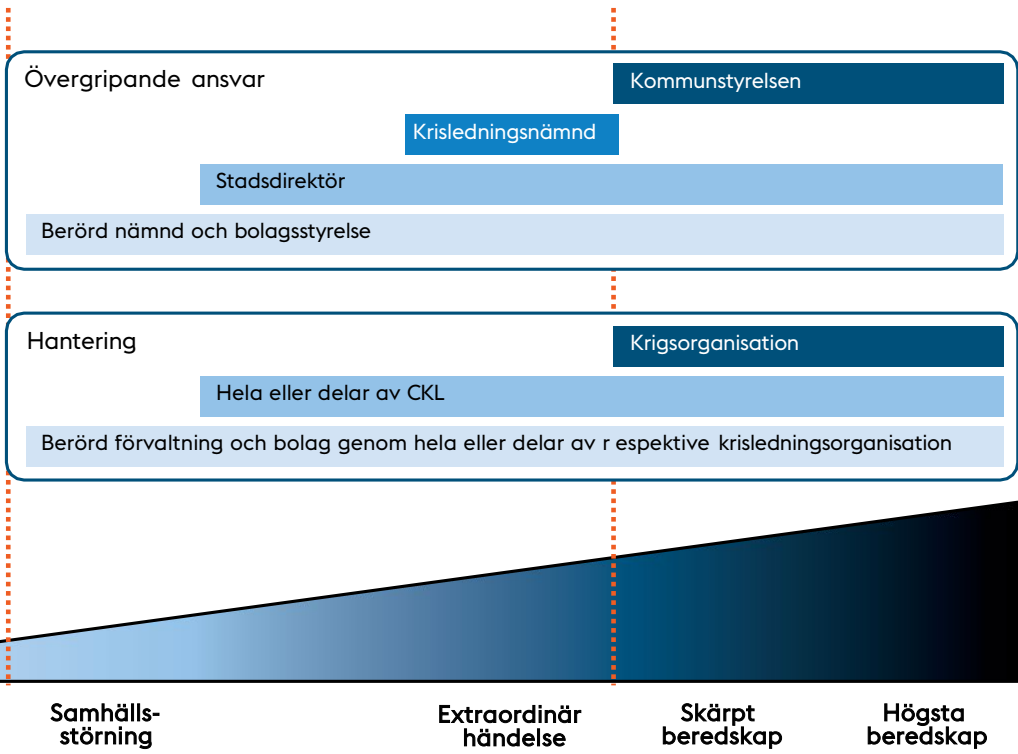 Övergripande ansvar
Kommunstyrelsen
Krisledningsnämnd
Stadsdirektör
Berörd nämnd och bolagsstyrelse
Hantering
Krigsorganisation
Hela eller delar av CKL
Berörd förvaltning och bolag genom hela eller delar av r espektive krisledningsorganisation
Samhälls-
störning
Extraordinär
händelse
Skärpt
beredskap
Högsta
beredskap